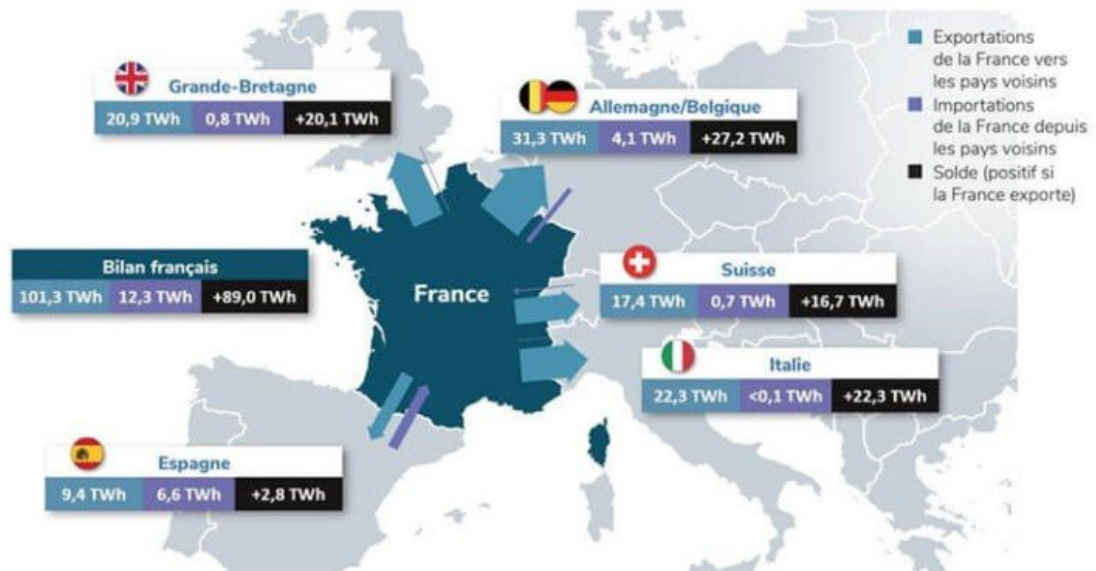 Exportations
de la France vers
les pays voisins
Importations
de la France depuis
les pays voisins
Solde (positif si
la France exporte)
Grande-Bretagne
20,9 TWh 0,8 TWh +20,1 TWh
Allemagne/Belgique
31,3 TWh 4,1 TWh +27,2 TWh
Bilan français
101,3 TWh 12,3 TWh +89,0 TWh
France
Suisse
17,4 TWh 0,7 TWh +16,7 TWh
Italie
22,3 TWh <0,1 TWh +22,3 TWh
Espagne
9,4 TWh 6,6 TWh +2,8 TWh